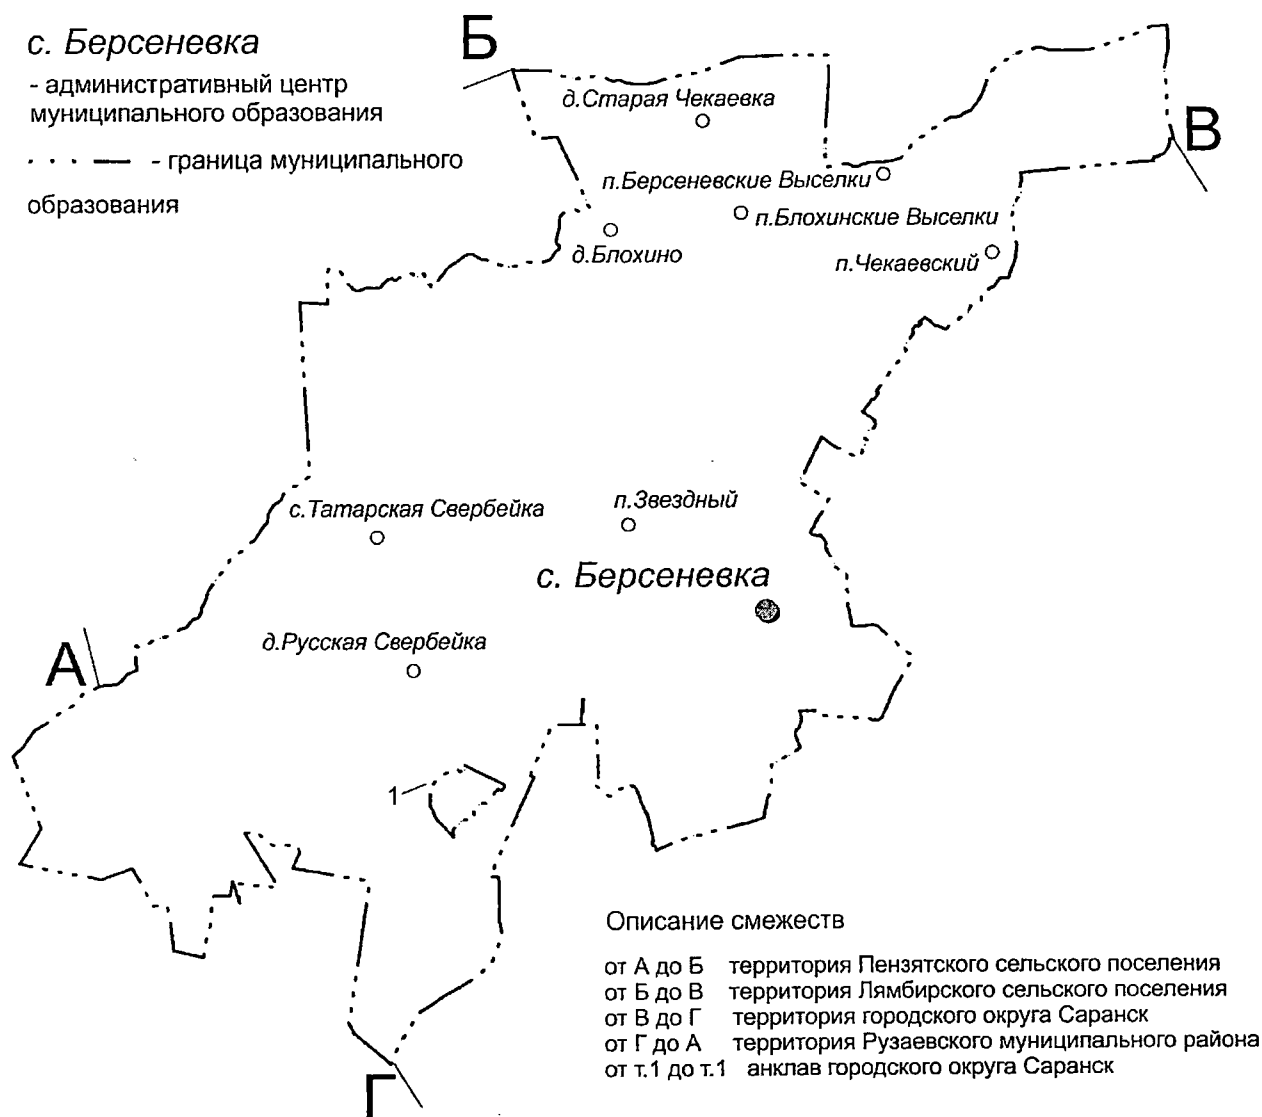 с. Берсеневка
- административный центр
муниципального образования
- граница муниципального
образования
Б
В
д.Старая Чекаевка
п.Берсеневские Выселки
п.Блохинские Выселки
д.Блохино
п.Чекаевский
с.Татарская Свербейка
п.Звездный
с. Берсеневка
д.Русская Свербейка
А
1
Г
Описание смежеств
от А до Б территория Пензятского сельского поселения
от Б до В территория Лямбирского сельского поселения
от В до Г территория городского округа Саранск
от Г до А территория Рузаевского муниципального района
от т.1 до т.1 анклав городского округа Саранск